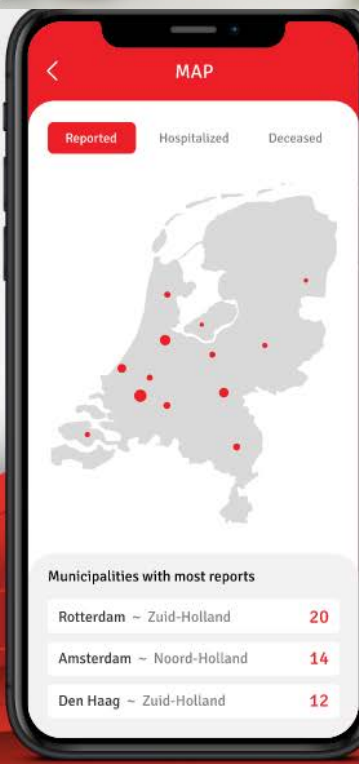 MAP
Reported Hospitalized Deceased
Municipalities with most reports
Rotterdam ~ Zuid-Holland 20
Amsterdam ~ Noord-Holland 14
Den Haag ~ Zuid-Holland 12